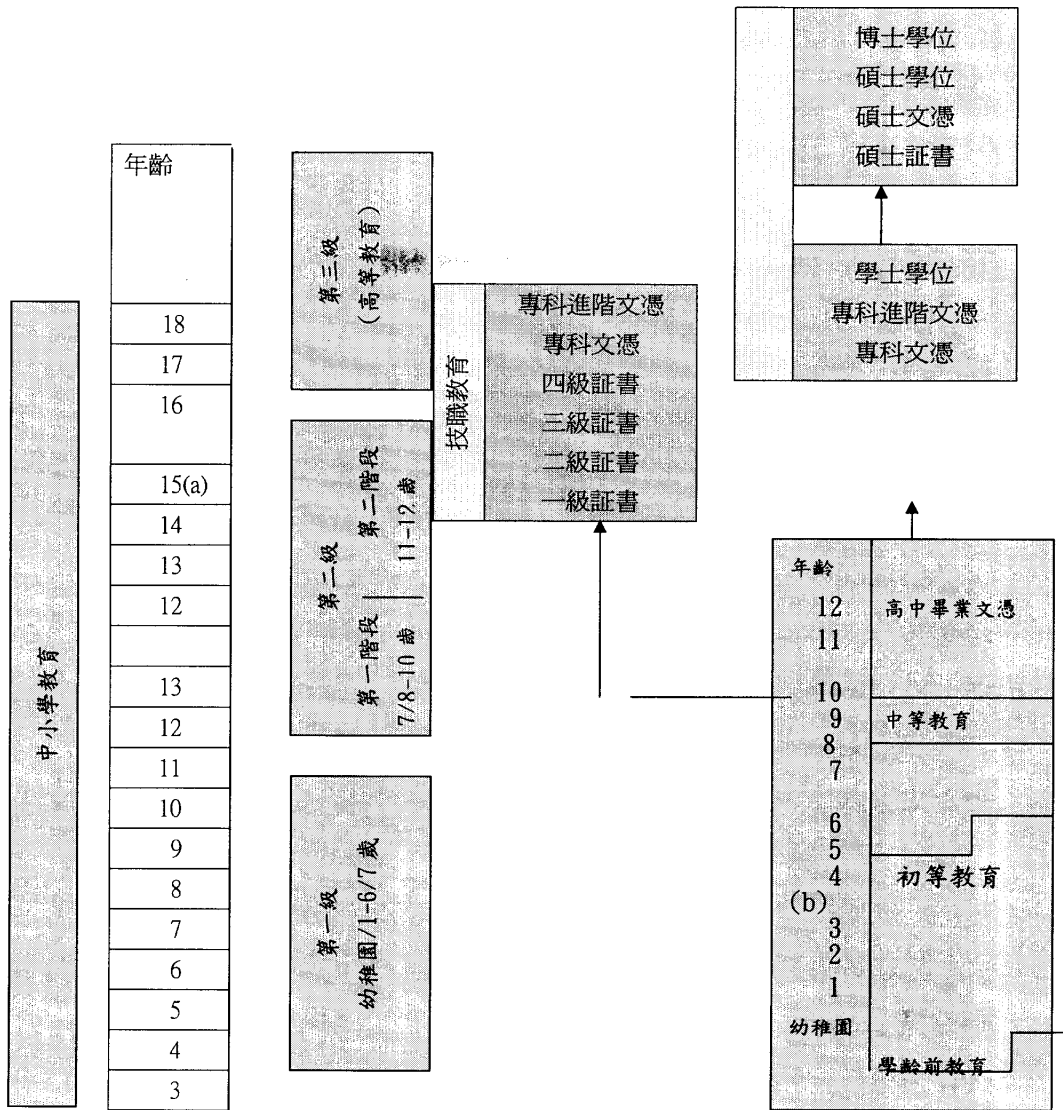 博士學位
碩士學位
碩士文憑
碩士証書
學士學位
專科進階文憑
專科文憑
年齡
18
17
16
15(a)
14
13
12
13
12
11
10
9
8
7
6
5
4
3
中小學教育
第三級
(高等教育)
第二級
第一階段 第二階段
7/8-10 歲 11-12 歲
第一級
幼稚園/1-6/7 歲
技職教育
專科進階文憑
專科文憑
四級証書
三級証書
二級証書
一級証書
年齡
12 高中畢業文憑
11
10
9 中等教育
8
7
6
5
4 初等教育
(b)
3
2
1
幼稚園
學齡前教育